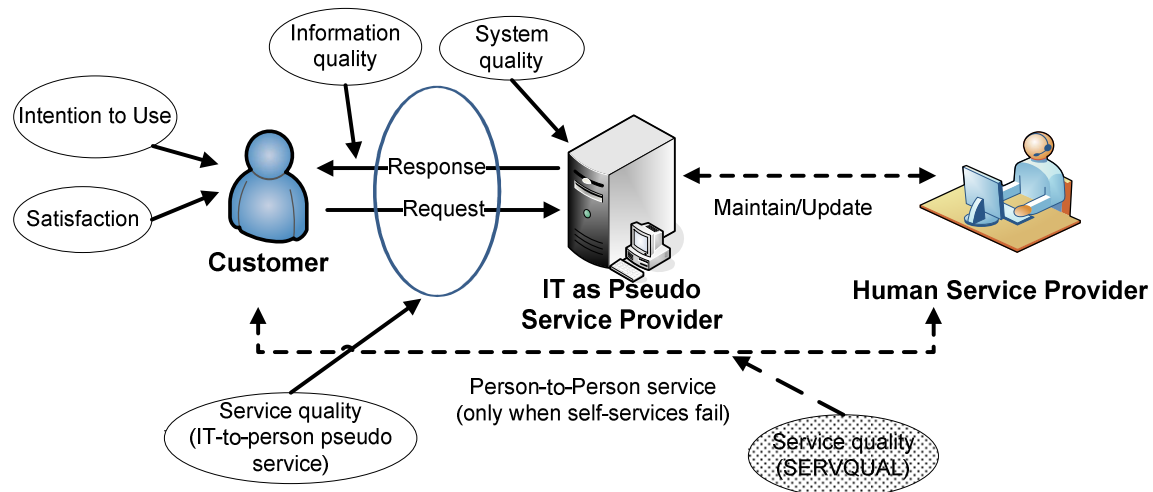 Information
quality
System
quality
Intention to Use
Satisfaction
Response
Request
Maintain/Update
Customer
IT as Pseudo
Service Provider
Human Service Provider
Person-to-Person service
(only when self-services fail)
Service quality
(IT-to-person pseudo
service)
Service quality
(SERVQUAL)